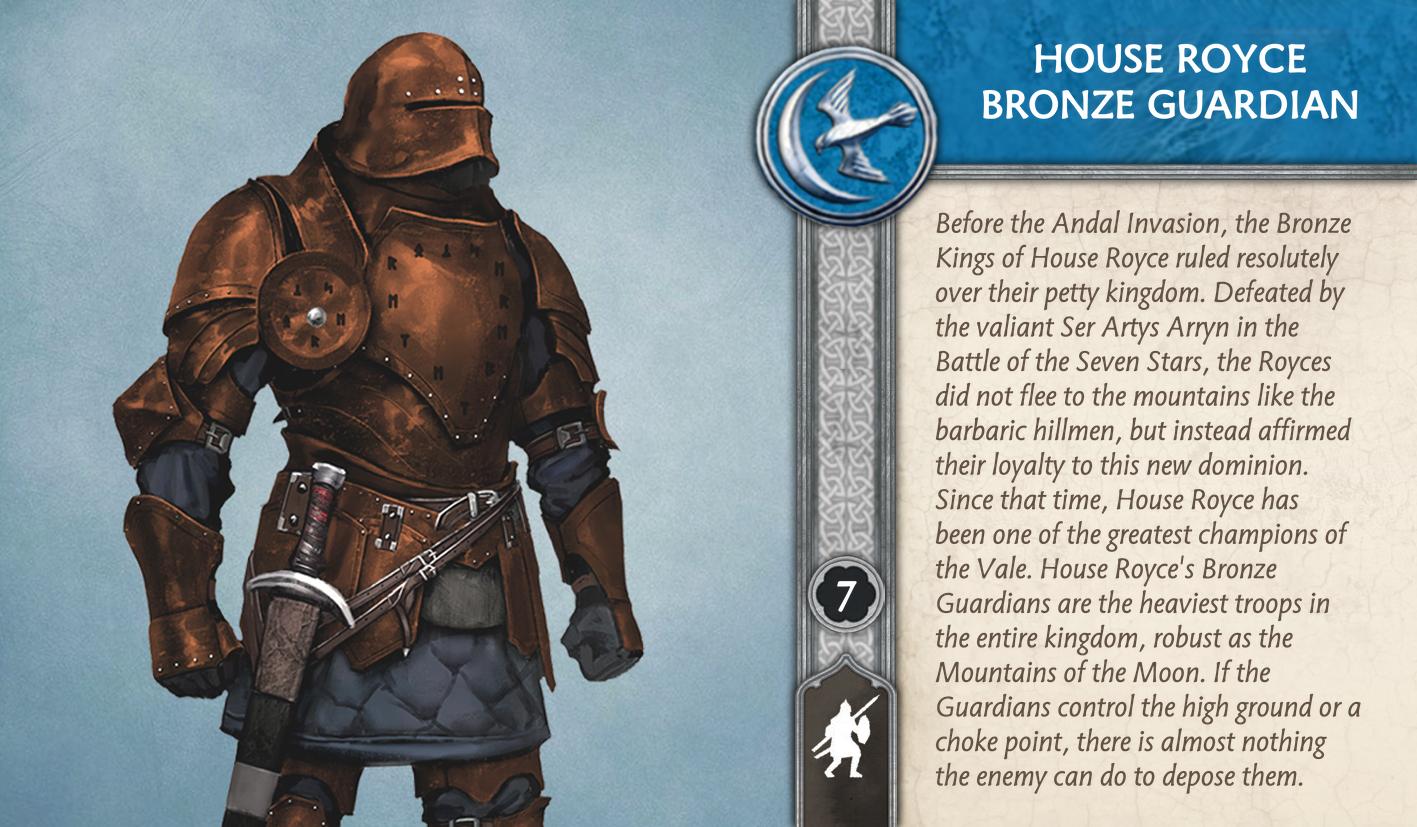 HOUSE ROYCE
BRONZE GUARDIAN
Before the Andal Invasion, the Bronze
Kings of House Royce ruled resolutely
over their petty kingdom. Defeated by
the valiant Ser Artys Arryn in the
Battle of the Seven Stars, the Royces
did not flee to the mountains like the
barbaric hillmen, but instead affirmed
their loyalty to this new dominion.
Since that time, House Royce has
been one of the greatest champions of
the Vale. House Royce's Bronze
Guardians are the heaviest troops in
the entire kingdom, robust as the
Mountains of the Moon. If the
Guardians control the high ground or a
choke point, there is almost nothing
the enemy can do to depose them.
7